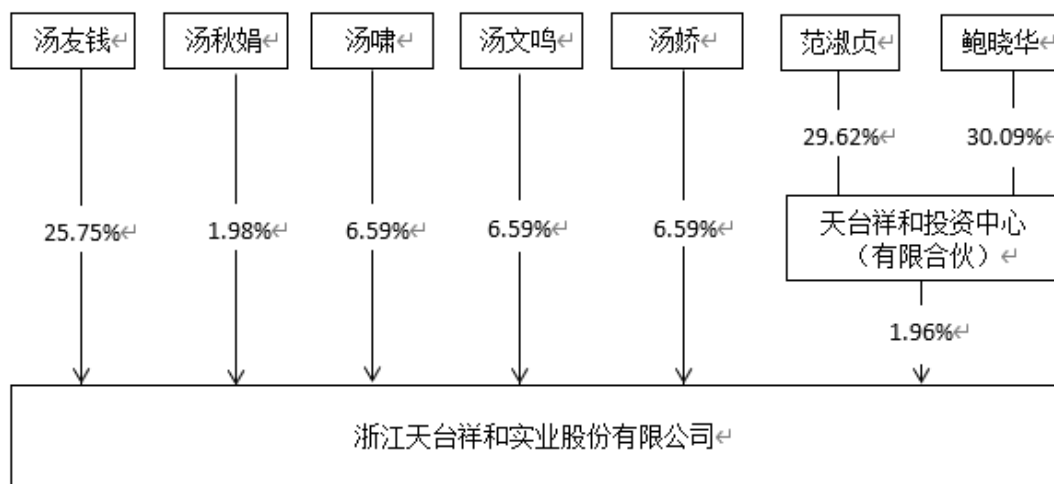 汤友钱↵
汤秋娟↵
汤啸↵
汤文鸣↵
汤娇↵
范淑贞↵
鲍晓华↵
29.62%↵
30.09%↵
25.75%↵
1.98%↵
6.59%↵
6.59%↵
6.59%↵
天台祥和投资中心
（有限合伙）↵
1.96%↵
浙江天台祥和实业股份有限公司↵